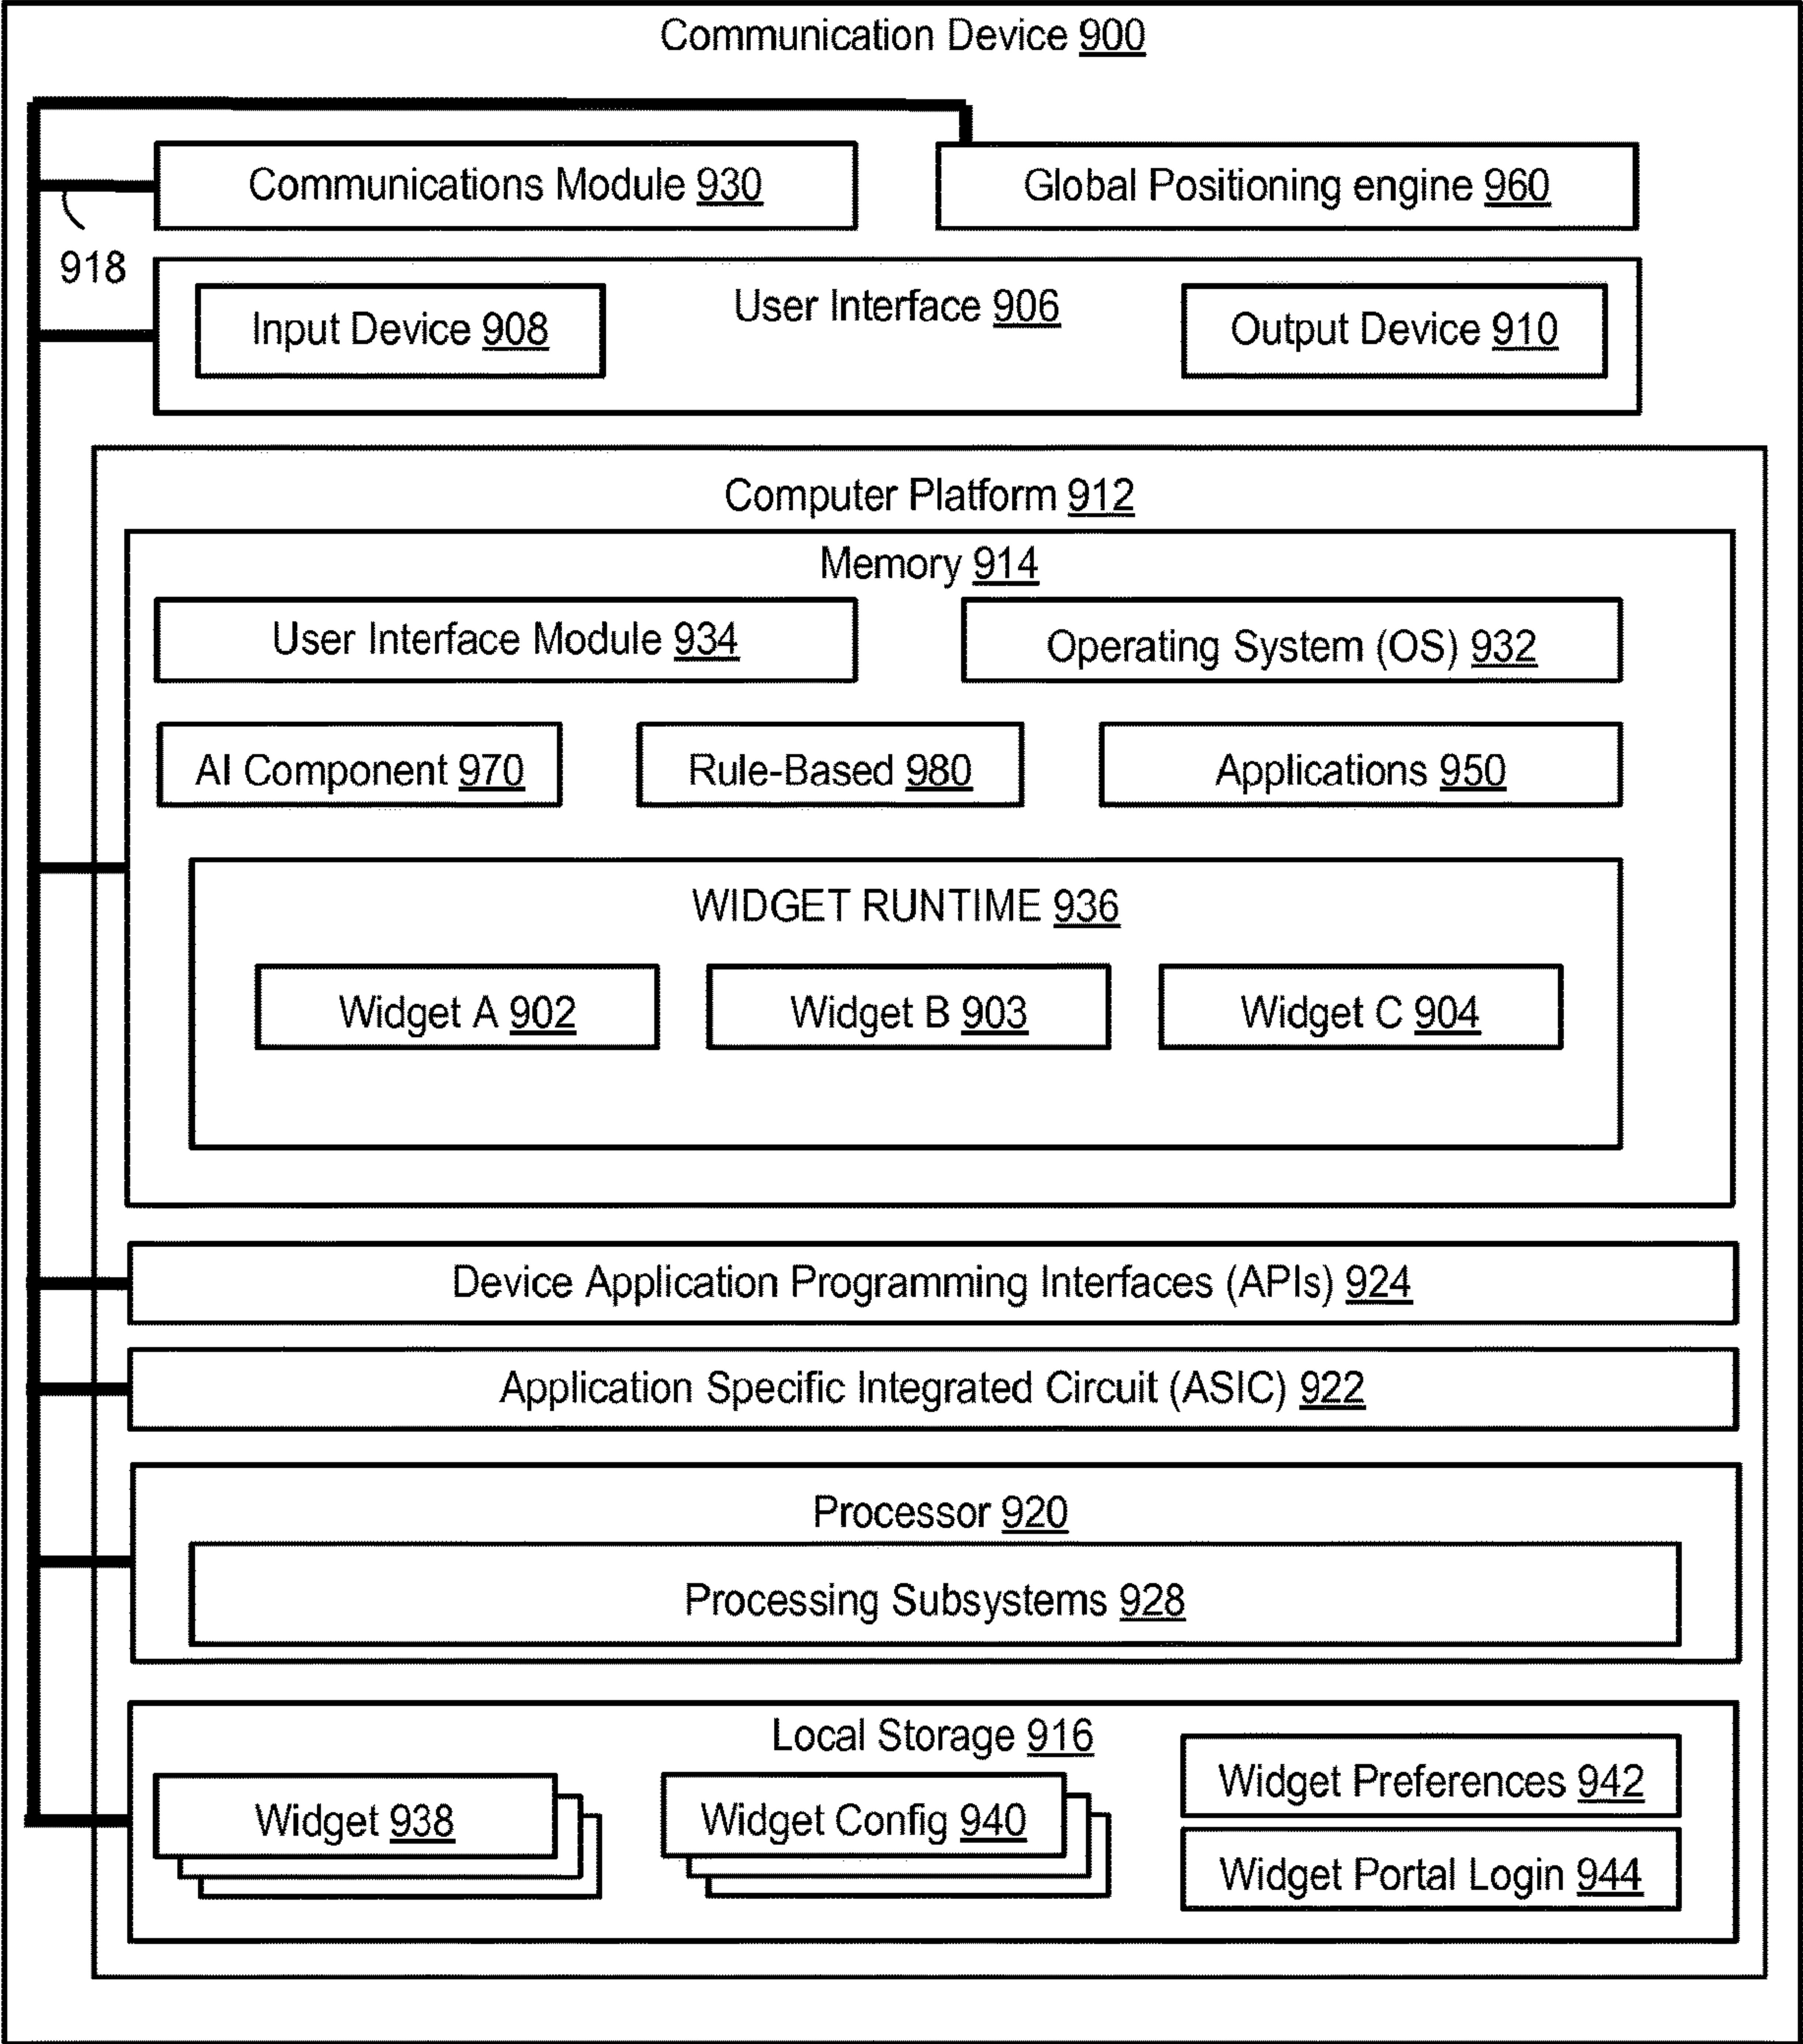 Communication Device 900
Communications Module 930
Global Positioning engine 960
918
User Interface 906
Input Device 908
Output Device 910
Computer Platform 912
Memory 914
User Interface Module 934
Operating System (OS) 932
AI Component 970
Rule-Based 980
Applications 950
WIDGET RUNTIME 936
Widget A 902
Widget B 903
Widget C 904
Device Application Programming Interfaces (APIs) 924
Application Specific Integrated Circuit (ASIC) 922
Processor 920
Processing Subsystems 928
Local Storage 916
Widget 938
Widget Config 940
Widget Preferences 942
Widget Portal Login 944